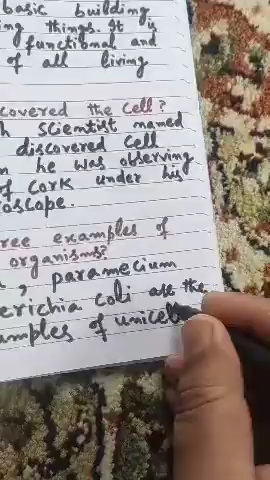 basic building
ing things. It is
functional and
of all living
covered the cell?
h scientist named
discovered cell
n he was observing
of cork under his
oscope.
ree examples of
organisms?
, paramecium
erichia coli are the
amples of unicell